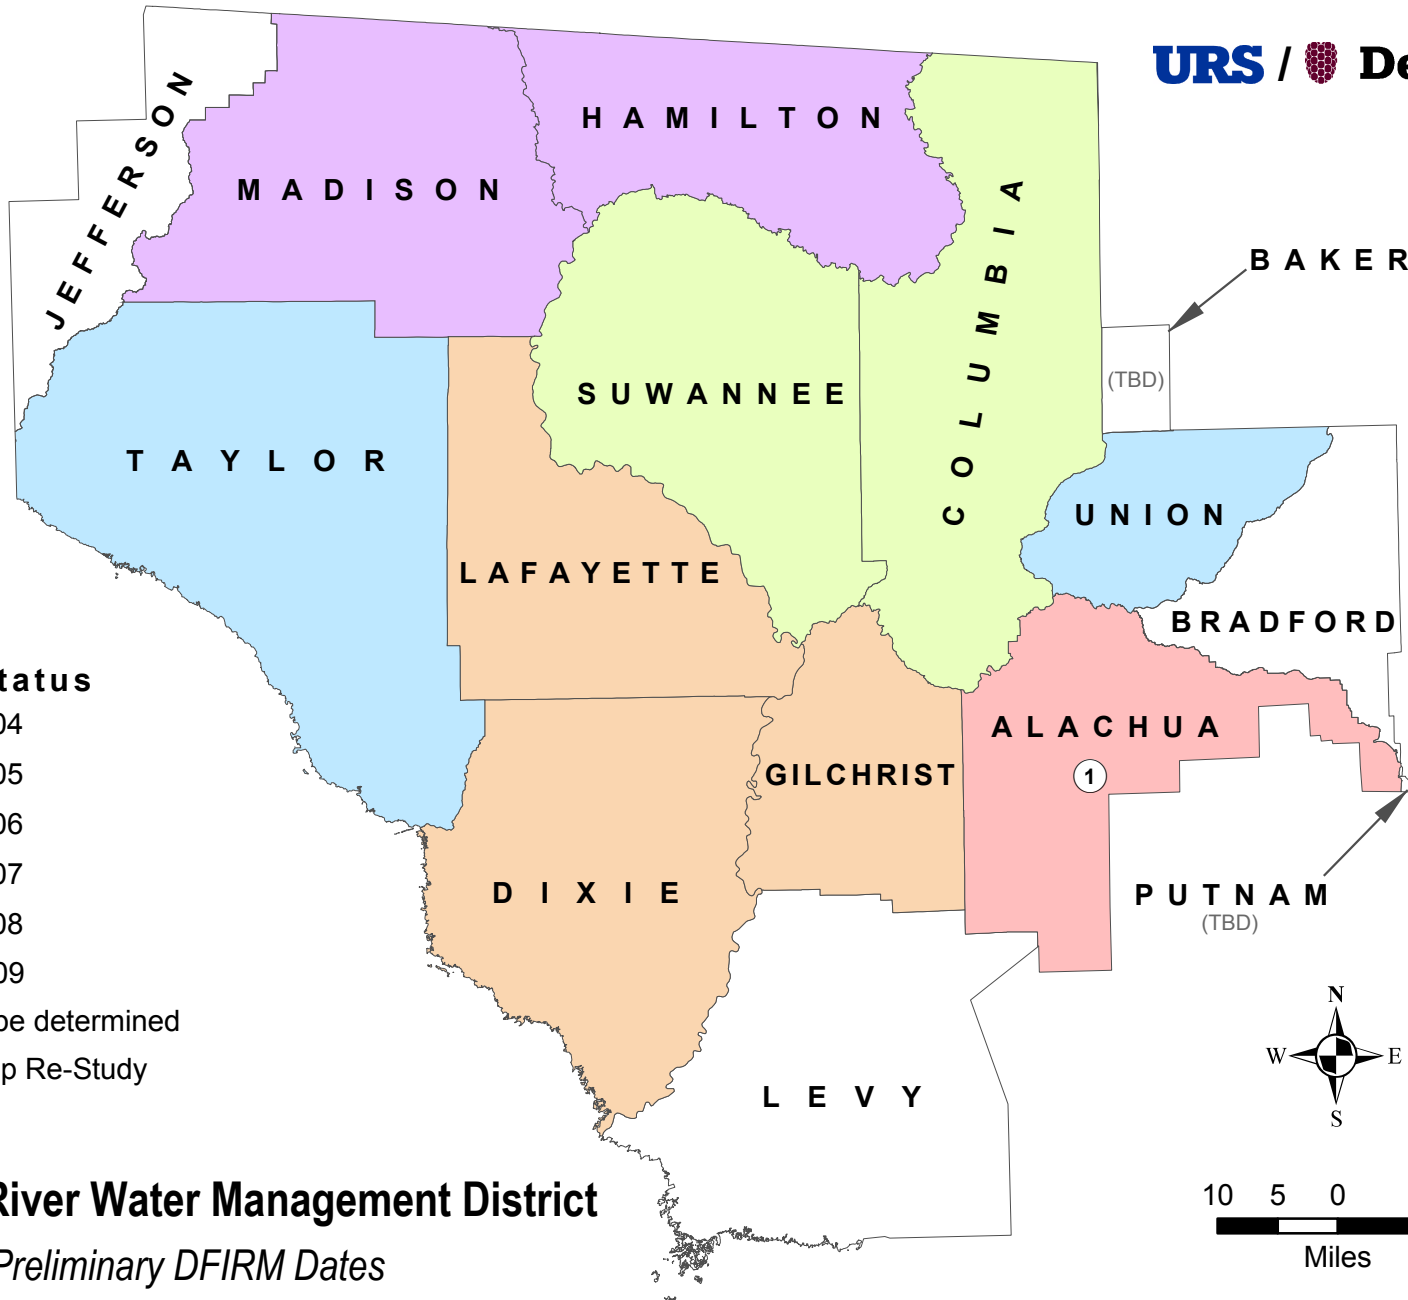 URS / De
HAMILTON
MADISON
JEFFERSON
COLUMBIA
BAKER
(TBD)
SUWANNEE
TAYLOR
UNION
LAFAYETTE
BRADFORD
ALACHUA
1
GILCHRIST
DIXIE
PUTNAM
(TBD)
LEVY
tatus
04
05
06
07
08
09
be determined
p Re-Study
River Water Management District
Preliminary DFIRM Dates
N
W E
S
10 5 0
Miles